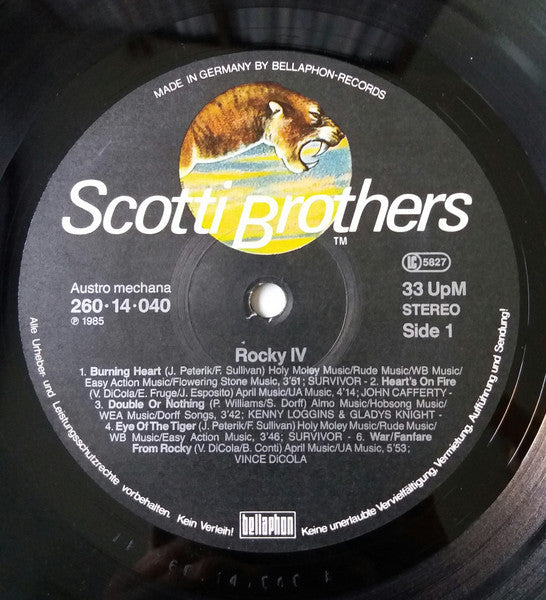 MADE IN GERMANY BY BELLAPHON-RECORDS
Scotti Brothers
TM
Austro mechana
260·14·040
Ⓟ 1985
LC 5627
33 UpM
STEREO
Side 1
Rocky IV
1. Burning Heart (J. Peterik/F. Sullivan) Holy Moley Music/Rude Music/WB Music/
Easy Action Music/Flowering Stone Music, 3'51; SURVIVOR - 2. Heart's On Fire
(V. DiCola/E. Fruge/J. Esposito) April Music/UA Music, 4'14; JOHN CAFFERTY -
3. Double Or Nothing (P. Williams/S. Dorff) Almo Music/Hobsong Music/
WEA Music/Dorff Songs, 3'42; KENNY LOGGINS & GLADYS KNIGHT -
4. Eye Of The Tiger (J. Peterik/F. Sullivan) Holy Moley Music/Rude Music/
WB Music/Easy Action Music, 3'46; SURVIVOR - 6. War/Fanfare
From Rocky (V. DiCola/B. Conti) April Music/UA Music, 5'53;
VINCE DiCOLA
Alle Urheber- und Leistungsschutzrechte vorbehalten. Kein Verleih!
bellaphon
Keine unerlaubte Vervielfältigung, Vermietung, Aufführung und Sendung!